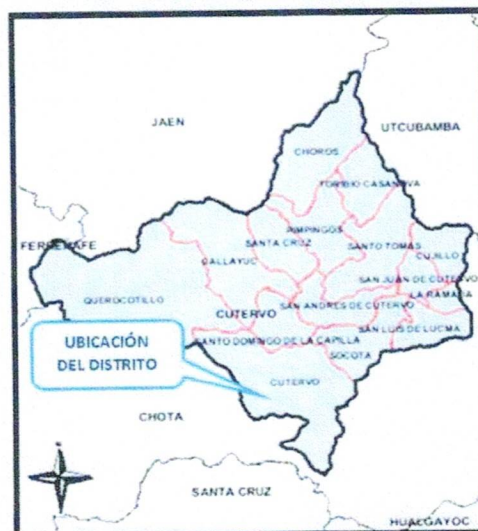 JAEN
UTCUBAMBA
CHOROS
TORIBIO CASANOVA
PIMPINGOS
FERREÑAFE
SANTA CRUZ
SANTO TOMAS
CUJILLO
CALLAYUC
SAN JUAN DE CUTERVO
QUEROCOTILLO
LA RAMADA
SAN ANDRES DE CUTERVO
CUTERVO
SAN LUIS DE LUCMA
UBICACIÓN
DEL DISTRITO
SANTO DOMINGO DE LA CAPILLA
SOCOTA
CUTERVO
CHOTA
SANTA CRUZ
HUALGAYOC